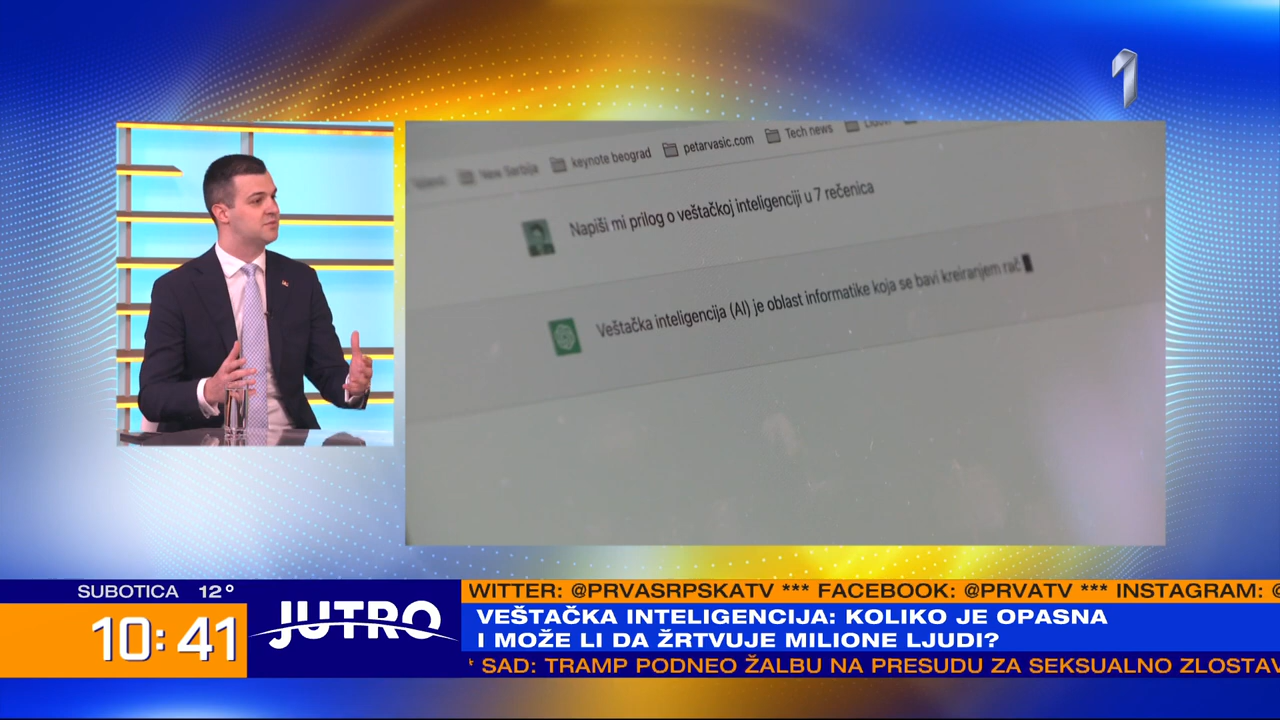 1
New Serbija
keynote beograd
petarvasic.com
Tech news
Napiši mi prilog o veštačkoj inteligenciji u 7 rečenica
Veštačka inteligencija (AI) je oblast informatike koja se bavi kreiranjem rač
SUBOTICA 12°
10:41
JUTRO
WITTER: @PRVASRPSKATV *** FACEBOOK: @PRVATV *** INSTAGRAM: @
VEŠTAČKA INTELIGENCIJA: KOLIKO JE OPASNA
I MOŽE LI DA ŽRTVUJE MILIONE LJUDI?
* SAD: TRAMP PODNEO ŽALBU NA PRESUDU ZA SEKSUALNO ZLOSTAV